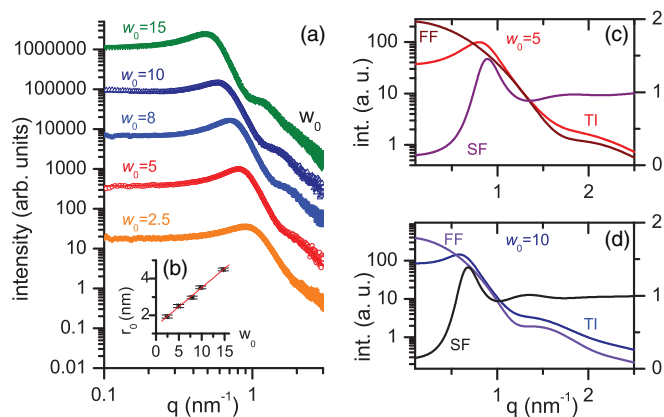 (a)
w₀=15
w₀=10
w₀=8
w₀=5
w₀=2.5
w₀
intensity (arb. units)
1000000
100000
10000
1000
100
10
1
0.1
0.01
0.1
1
q (nm⁻¹)
(b)
r₀ (nm)
4
2
0
5
10
15
w₀
(c)
FF
w₀=5
TI
SF
int. (a. u.)
100
10
1
2
1
0
1
2
(d)
FF
w₀=10
TI
SF
int. (a. u.)
100
10
1
2
1
0
1
2
q (nm⁻¹)